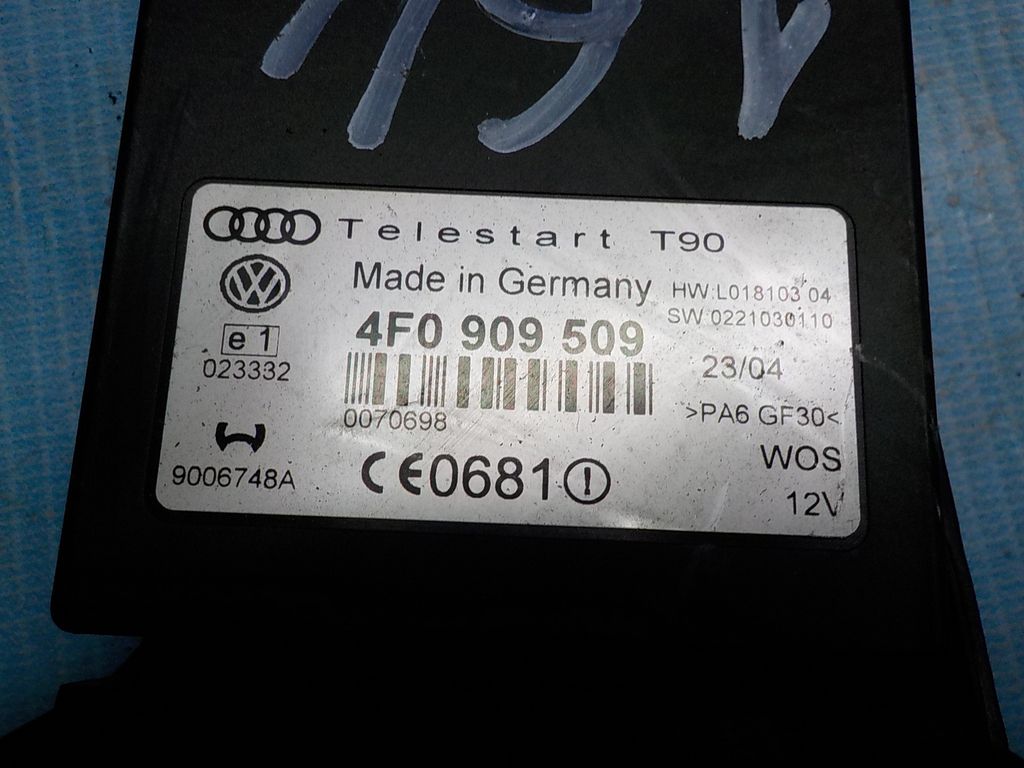 Telestart T90
Made in Germany
HW:L018103 04
SW:0221030110
4F0 909 509
e 1
023332
23/04
0070698
>PA6 GF30<
9006748A
CE0681
WOS
12V